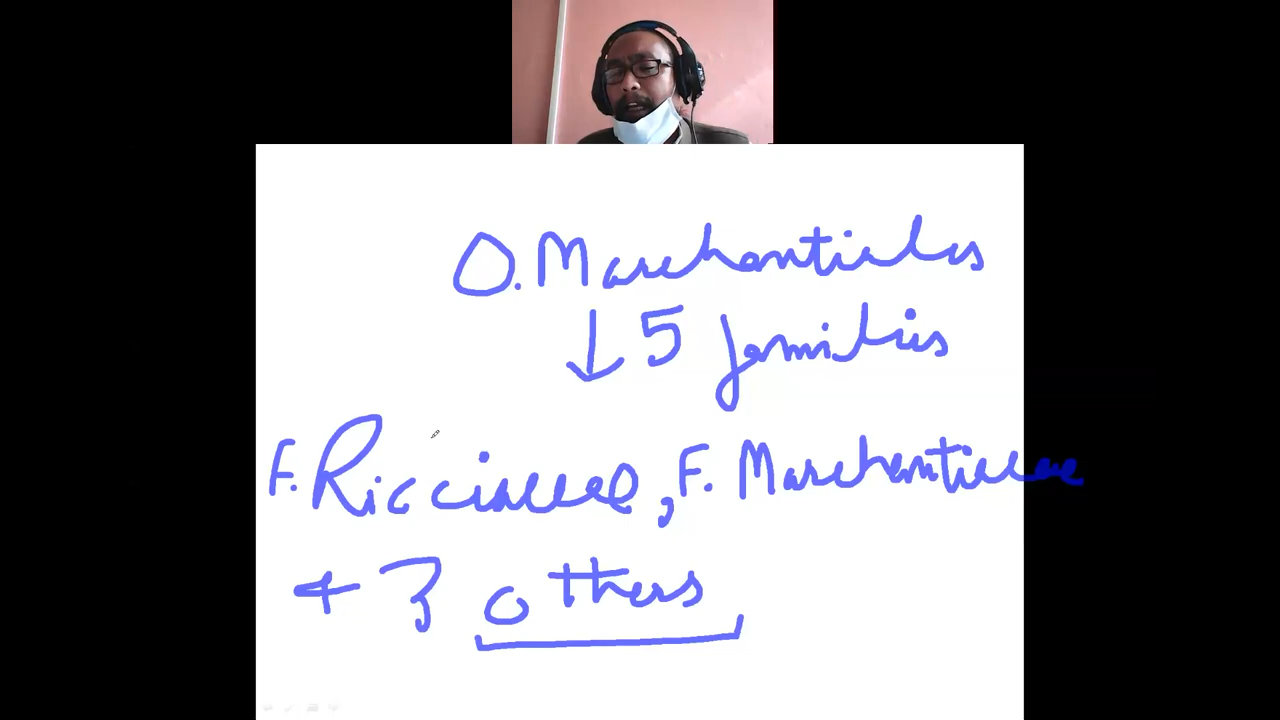 O. Marchantiales
↓ 5 families
F. Ricciaceae, F. Marchantiaceae
+ 3 others